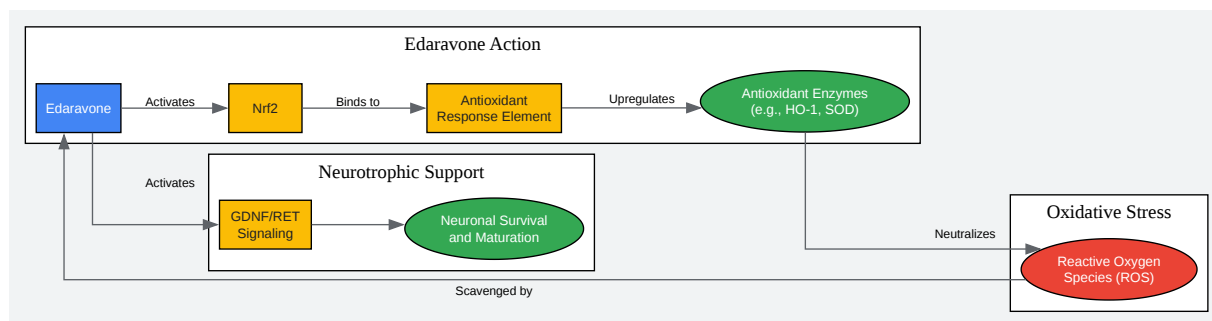 Edaravone Action
Edaravone
Activates
Nrf2
Binds to
Antioxidant
Response Element
Upregulates
Antioxidant Enzymes
(e.g., HO-1, SOD)
Neurotrophic Support
Activates
GDNF/RET
Signaling
Neuronal Survival
and Maturation
Oxidative Stress
Neutralizes
Reactive Oxygen
Species (ROS)
Scavenged by